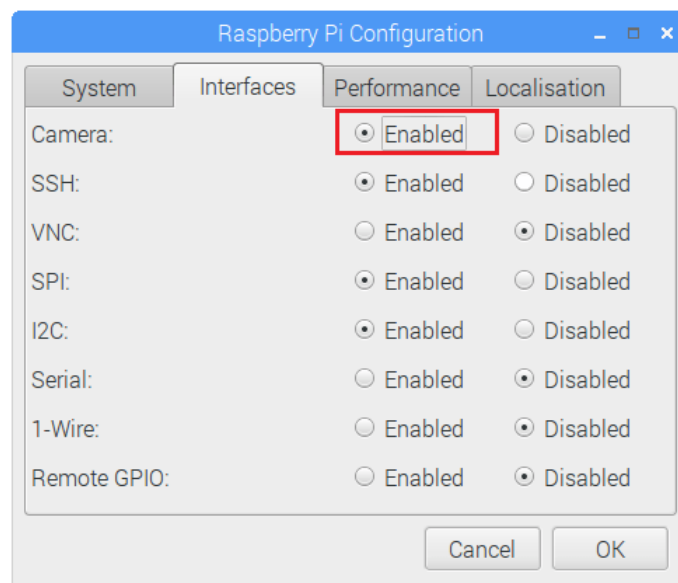 Raspberry Pi Configuration
System Interfaces Performance Localisation
Camera: Enabled Disabled
SSH: Enabled Disabled
VNC: Enabled Disabled
SPI: Enabled Disabled
I2C: Enabled Disabled
Serial: Enabled Disabled
1-Wire: Enabled Disabled
Remote GPIO: Enabled Disabled
Cancel OK